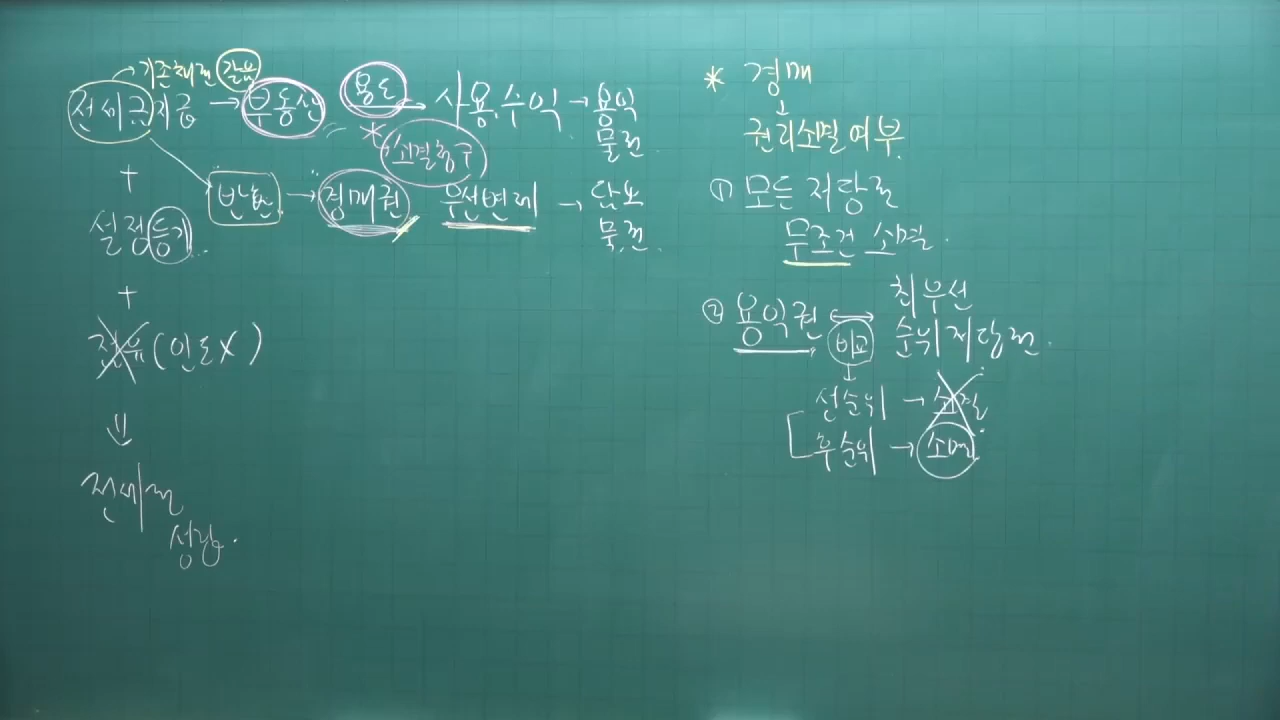 기존채권 갈음
전세금지급 → 부동산 용도 → 사용.수익 → 용익
물권.
* 소멸청구
+
반환 → 경매권 우선변제 → 담보
물권.
설정등기
+
점유(인도X)
⇓
전세권
성립.
* 경매
↓
권리소멸여부.
① 모든 저당권
무조건 소멸.
② 용익권 ↔ 최우선
비교 순위저당권.
↓
선순위 → 소멸
후순위 → 소멸